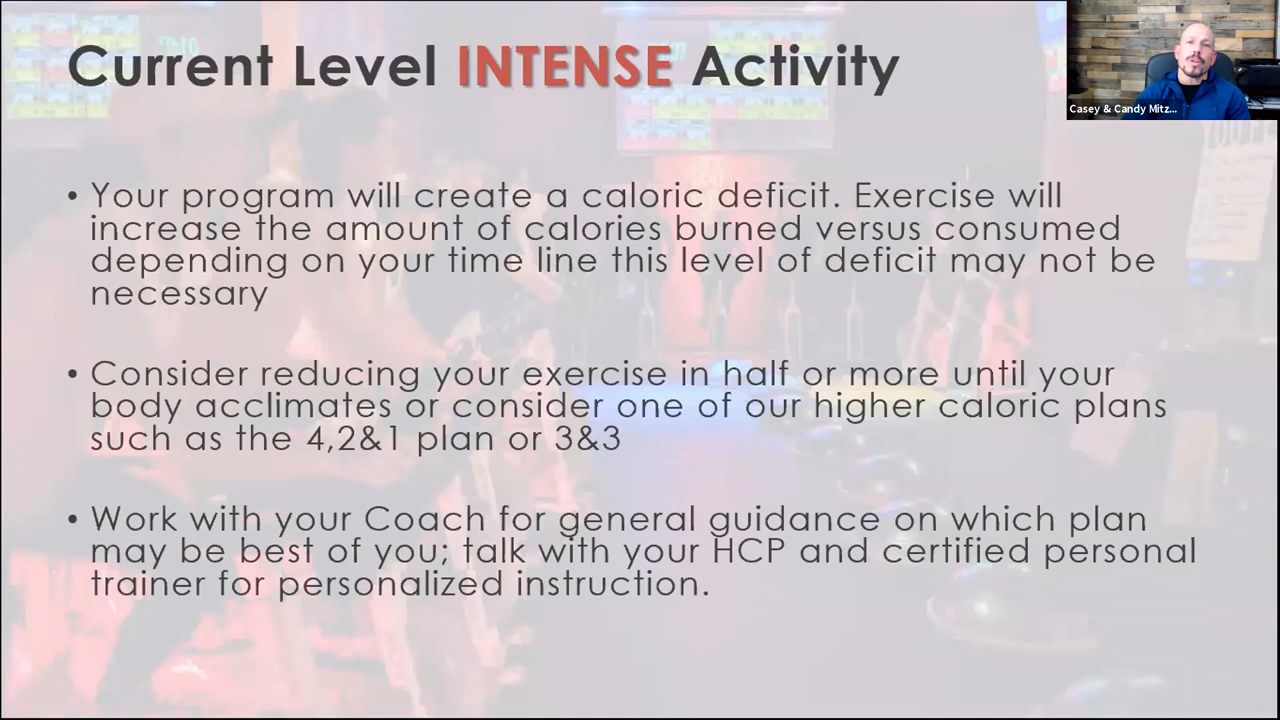 Current Level INTENSE Activity
Casey & Candy Mitz...
• Your program will create a caloric deficit. Exercise will
increase the amount of calories burned versus consumed
depending on your time line this level of deficit may not be
necessary
• Consider reducing your exercise in half or more until your
body acclimates or consider one of our higher caloric plans
such as the 4,2&1 plan or 3&3
• Work with your Coach for general guidance on which plan
may be best of you; talk with your HCP and certified personal
trainer for personalized instruction.